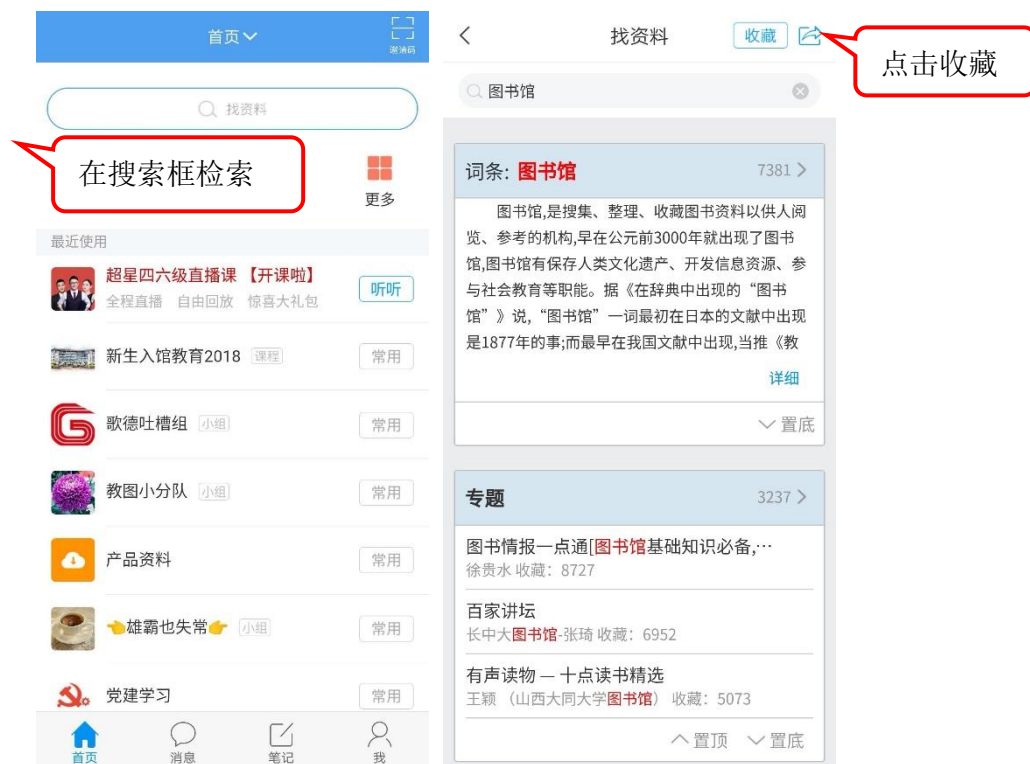 首页
邀请码
找资料
在搜索框检索
更多
最近使用
超星四六级直播课 【开课啦】
全程直播 自由回放 惊喜大礼包
听听
新生入馆教育2018 课程
常用
歌德吐槽组 小组
常用
教图小分队 小组
常用
产品资料
常用
雄霸也失常 小组
常用
党建学习
常用
首页 消息 笔记 我
找资料
收藏
点击收藏
图书馆
词条: 图书馆
7381
图书馆,是搜集、整理、收藏图书资料以供人阅
览、参考的机构,早在公元前3000年就出现了图书
馆,图书馆有保存人类文化遗产、开发信息资源、参
与社会教育等职能。据《在辞典中出现的“图书
馆”》说,“图书馆”一词最初在日本的文献中出现
是1877年的事;而最早在我国文献中出现,当推《教
详细
置底
专题
3237
图书情报一点通[图书馆基础知识必备,…
徐贵水 收藏: 8727
百家讲坛
长中大图书馆-张琦 收藏: 6952
有声读物 — 十点读书精选
王颖 （山西大同大学图书馆） 收藏: 5073
置顶 置底